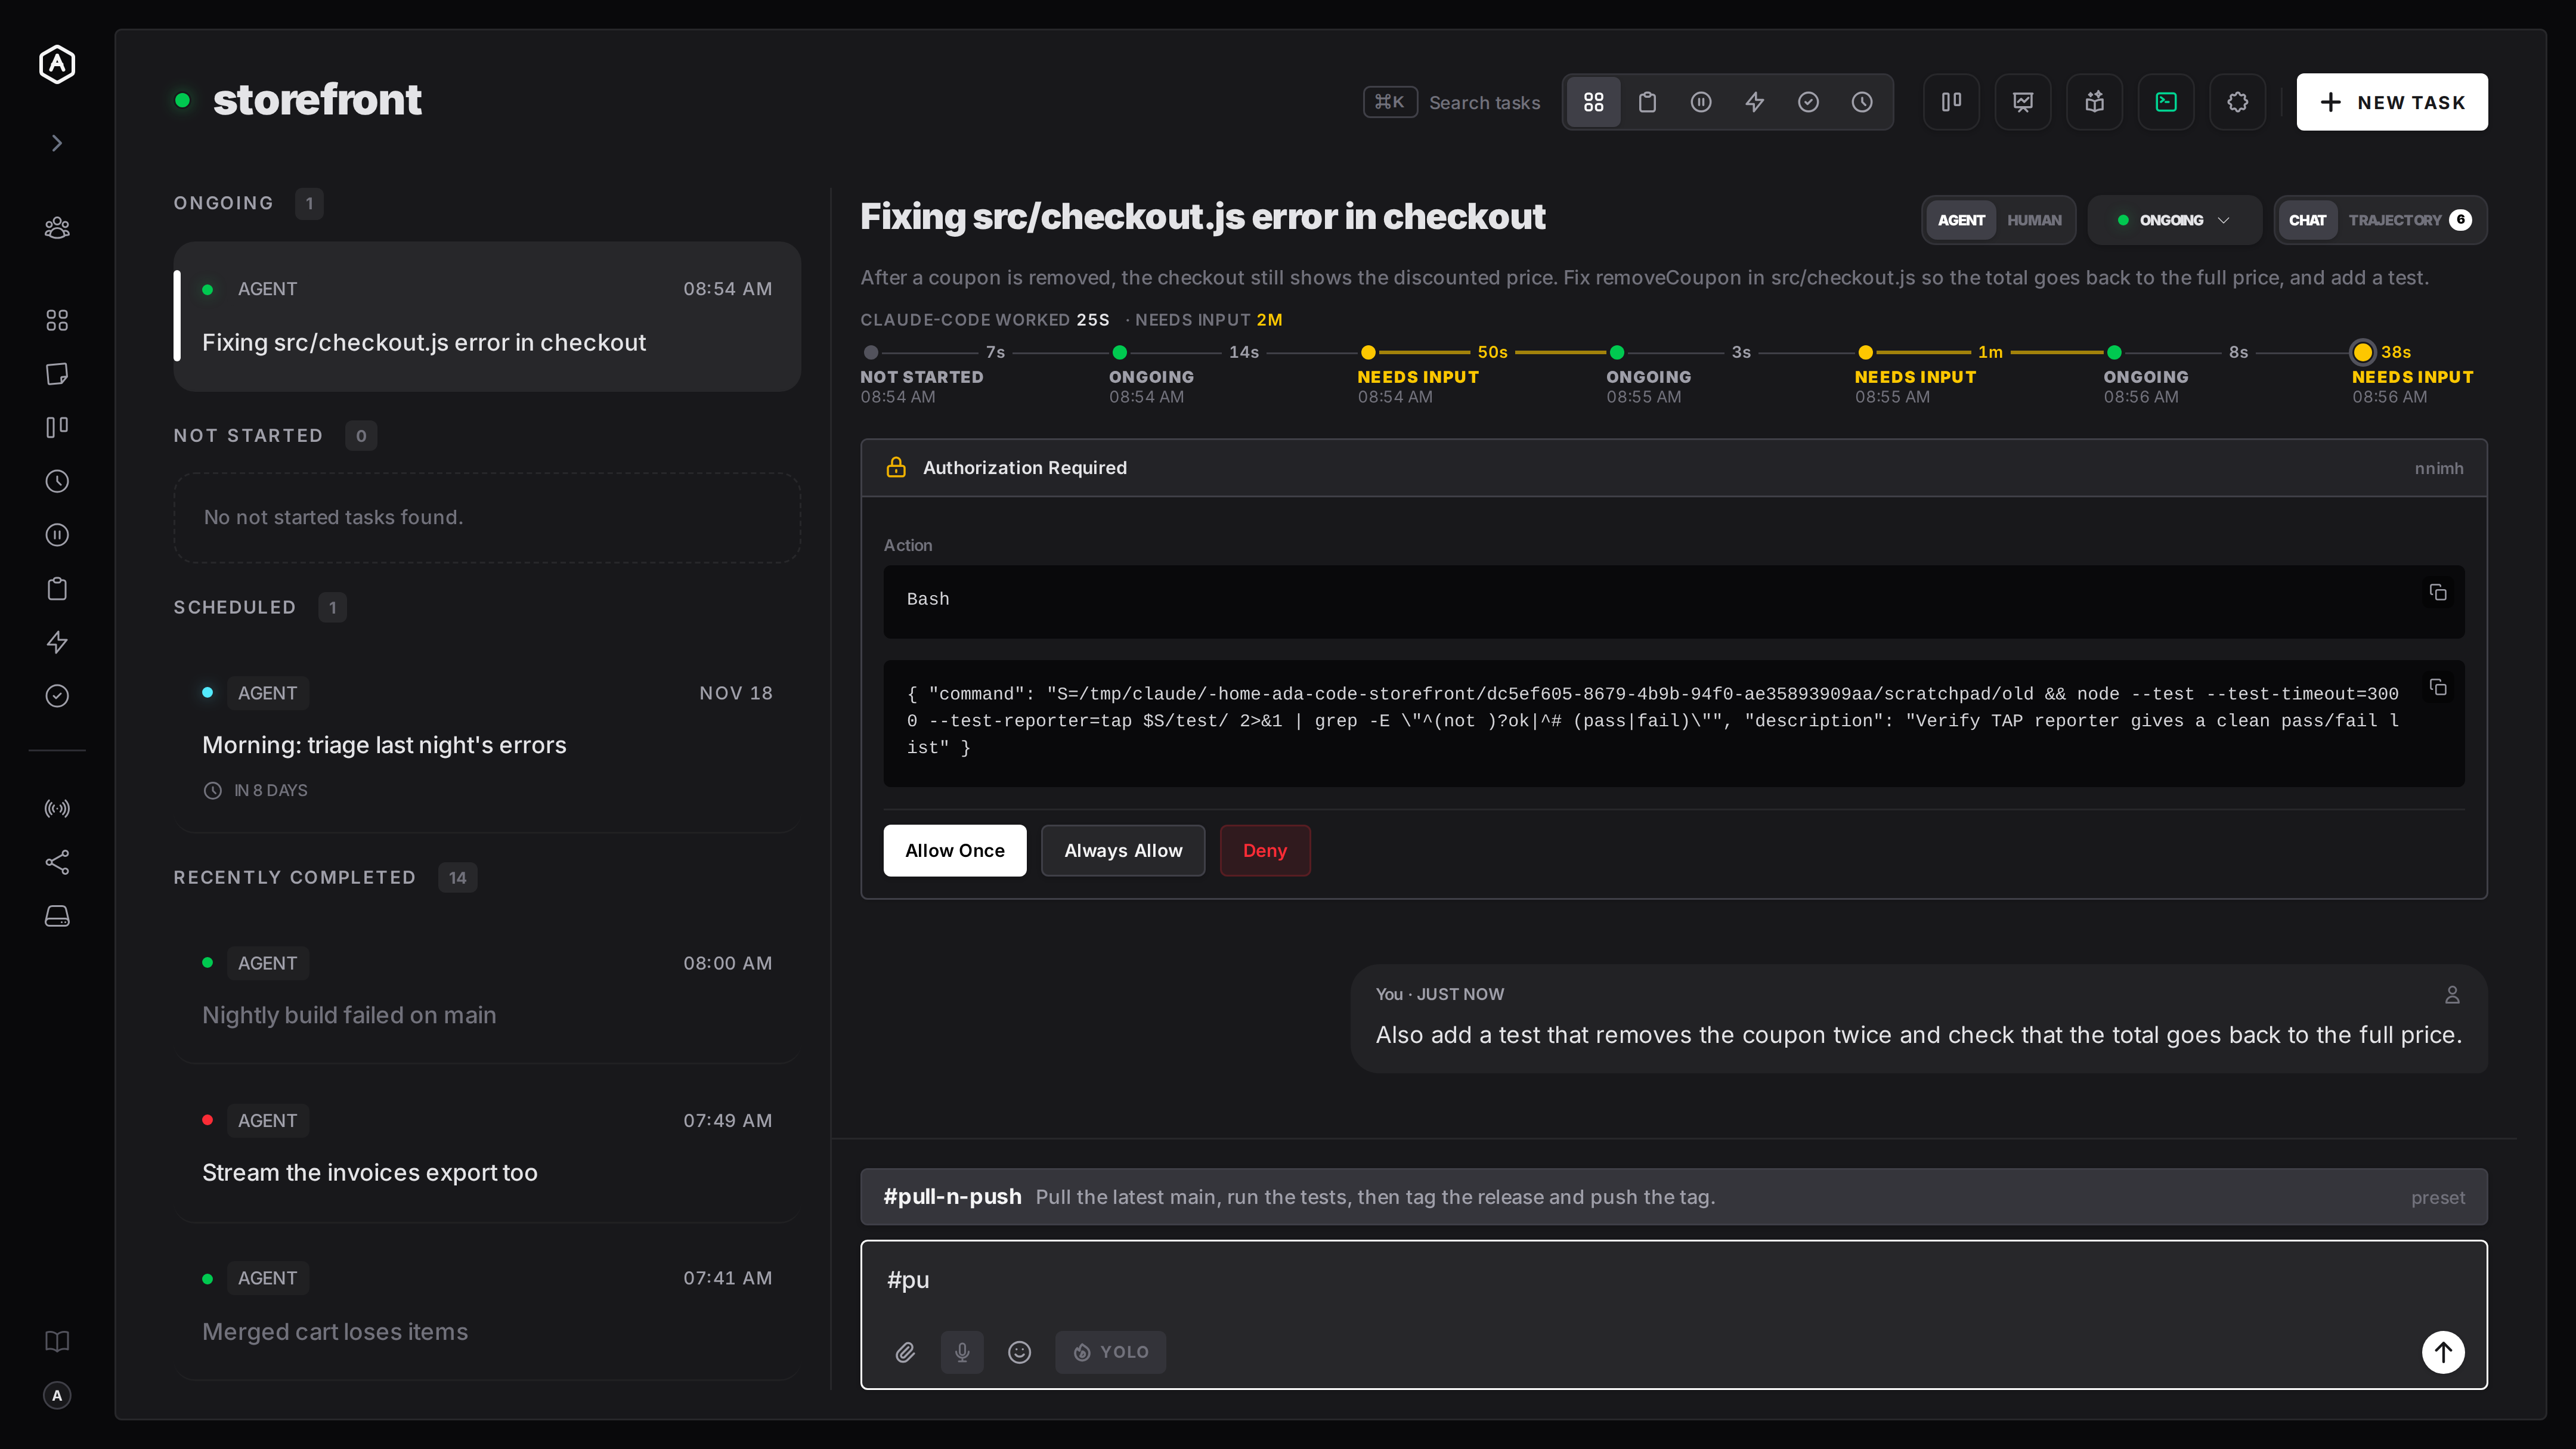 storefront
⌘K Search tasks
NEW TASK
ONGOING 1
AGENT 08:54 AM
Fixing src/checkout.js error in checkout
NOT STARTED 0
No not started tasks found.
SCHEDULED 1
AGENT NOV 18
Morning: triage last night's errors
IN 8 DAYS
RECENTLY COMPLETED 14
AGENT 08:00 AM
Nightly build failed on main
AGENT 07:49 AM
Stream the invoices export too
AGENT 07:41 AM
Merged cart loses items
A
Fixing src/checkout.js error in checkout
AGENT HUMAN ONGOING CHAT TRAJECTORY 6
After a coupon is removed, the checkout still shows the discounted price. Fix removeCoupon in src/checkout.js so the total goes back to the full price, and add a test.
CLAUDE-CODE WORKED 25S · NEEDS INPUT 2M
7s 14s 50s 3s 1m 8s 38s
NOT STARTED ONGOING NEEDS INPUT ONGOING NEEDS INPUT ONGOING NEEDS INPUT
08:54 AM 08:54 AM 08:54 AM 08:55 AM 08:55 AM 08:56 AM 08:56 AM
Authorization Required nnimh
Action
Bash
{ "command": "S=/tmp/claude/-home-ada-code-storefront/dc5ef605-8679-4b9b-94f0-ae35893909aa/scratchpad/old && node --test --test-timeout=300
0 --test-reporter=tap $S/test/ 2>&1 | grep -E \"^(not )?ok|^# (pass|fail)\"", "description": "Verify TAP reporter gives a clean pass/fail l
ist" }
Allow Once Always Allow Deny
You · JUST NOW
Also add a test that removes the coupon twice and check that the total goes back to the full price.
#pull-n-push Pull the latest main, run the tests, then tag the release and push the tag. preset
#pu
YOLO